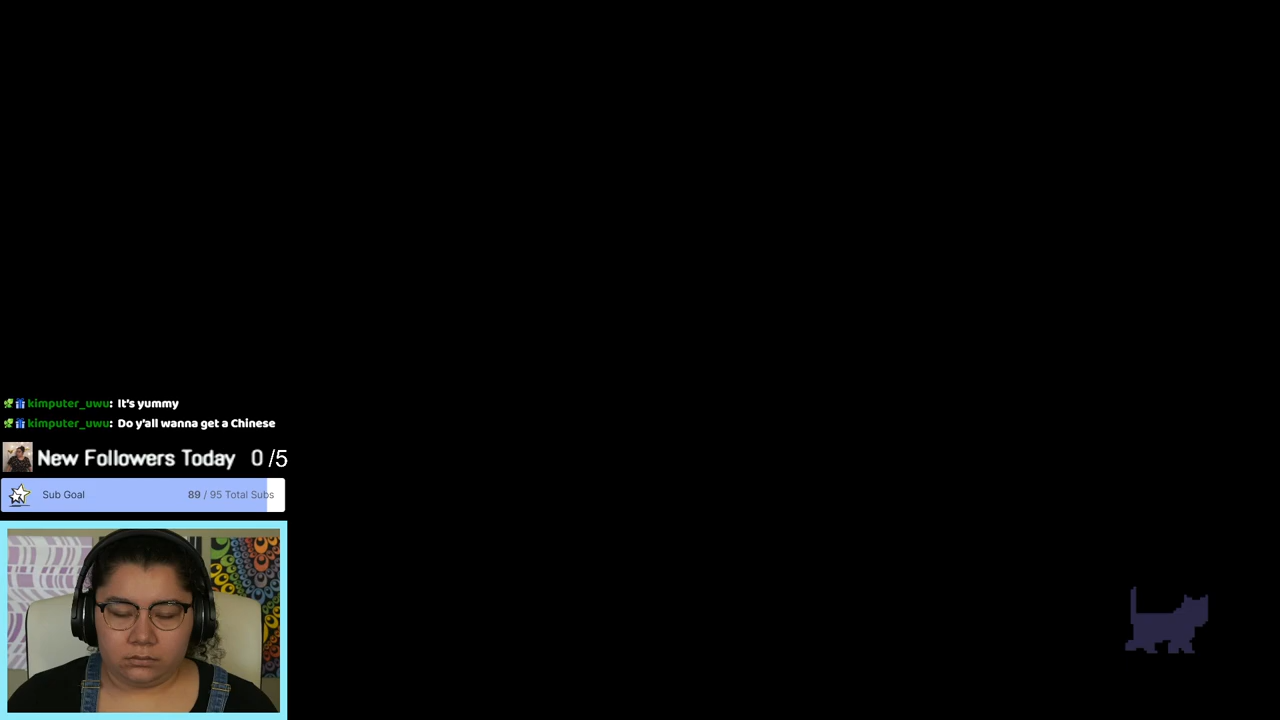 kimputer_uwu: It's yummy
kimputer_uwu: Do y'all wanna get a Chinese
New Followers Today 0 /5
Sub Goal 89 / 95 Total Subs